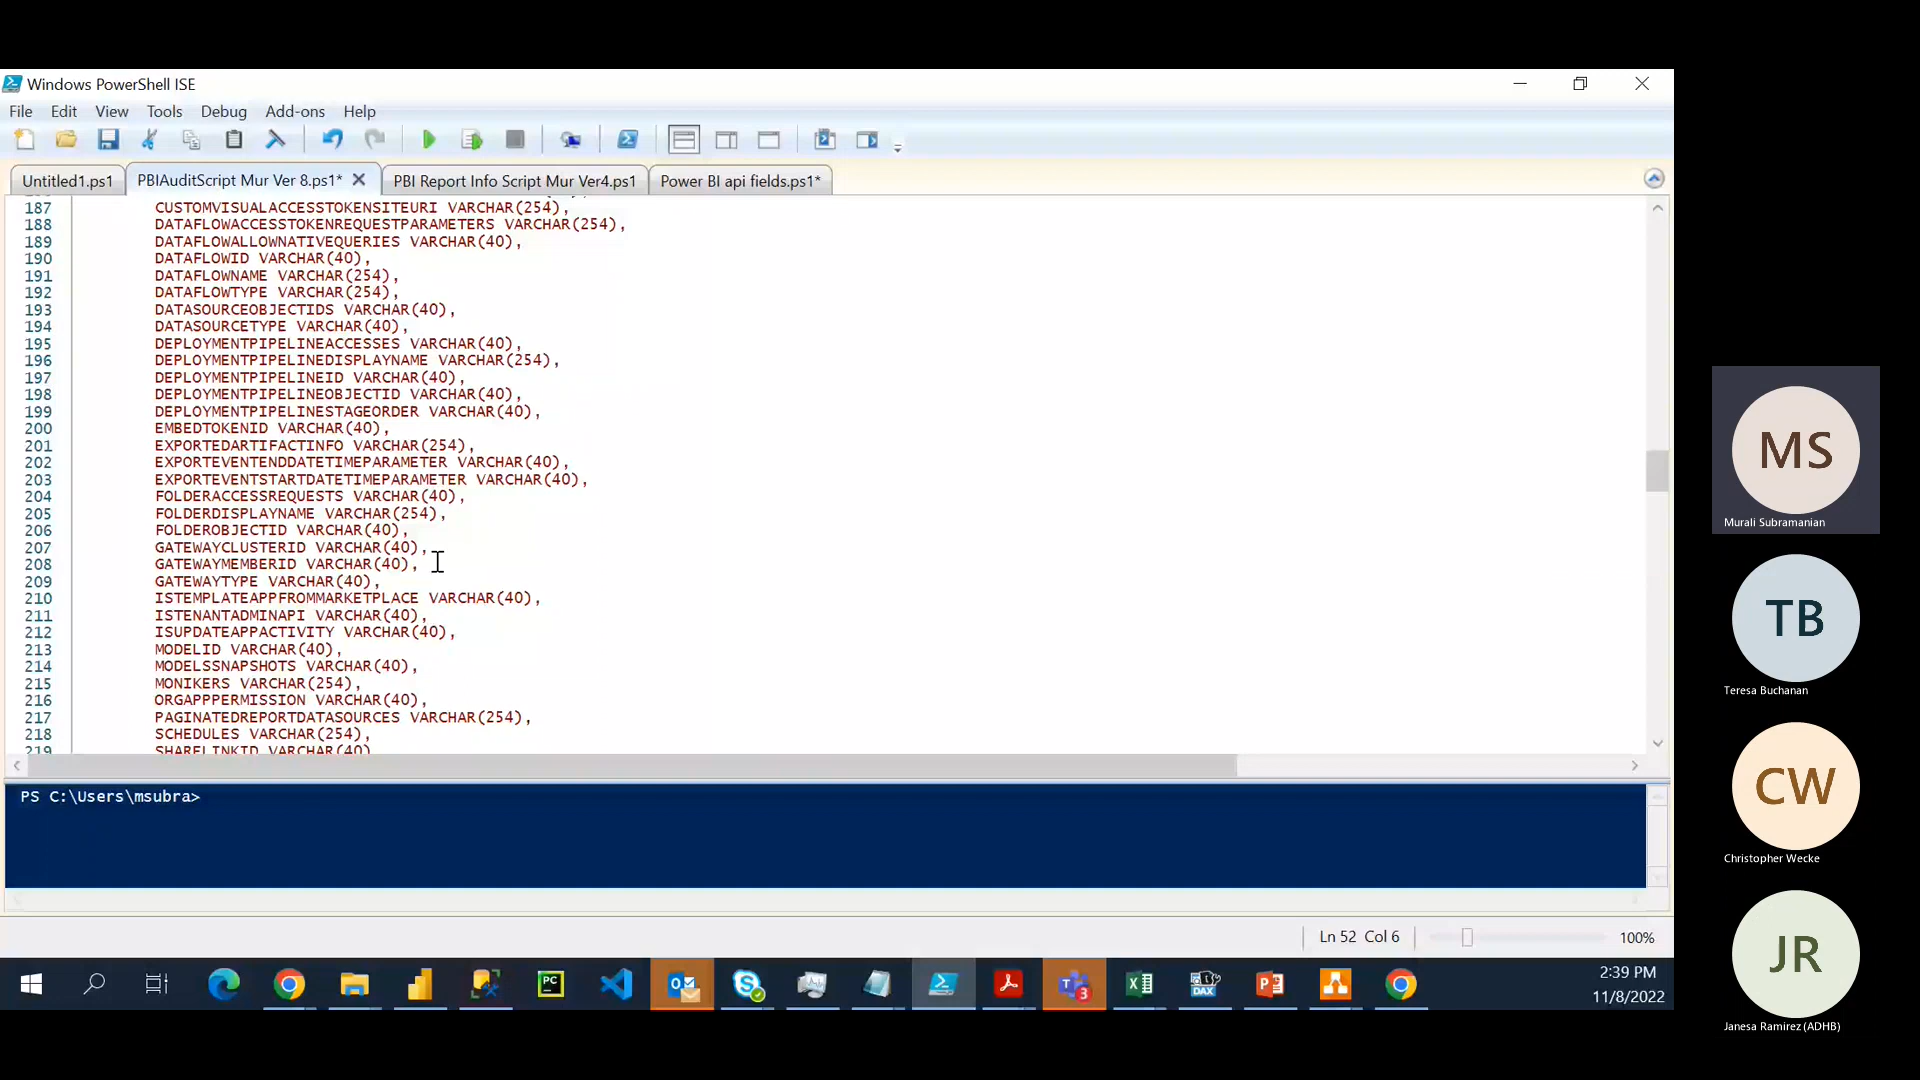 Windows PowerShell ISE
File Edit View Tools Debug Add-ons Help
Untitled1.ps1 PBIAuditScript Mur Ver 8.ps1* PBI Report Info Script Mur Ver4.ps1 Power BI api fields.ps1*
187 CUSTOMVISUALACCESSTOKENSITEURI VARCHAR(254),
188 DATAFLOWACCESSTOKENREQUESTPARAMETERS VARCHAR(254),
189 DATAFLOWALLOWNATIVEQUERIES VARCHAR(40),
190 DATAFLOWID VARCHAR(40),
191 DATAFLOWNAME VARCHAR(254),
192 DATAFLOWTYPE VARCHAR(254),
193 DATASOURCEOBJECTIDS VARCHAR(40),
194 DATASOURCETYPE VARCHAR(40),
195 DEPLOYMENTPIPELINEACCESSES VARCHAR(40),
196 DEPLOYMENTPIPELINEDISPLAYNAME VARCHAR(254),
197 DEPLOYMENTPIPELINEID VARCHAR(40),
198 DEPLOYMENTPIPELINEOBJECTID VARCHAR(40),
199 DEPLOYMENTPIPELINESTAGEORDER VARCHAR(40),
200 EMBEDTOKENID VARCHAR(40),
201 EXPORTEDARTIFACTINFO VARCHAR(254),
202 EXPORTEVENTENDDATETIMEPARAMETER VARCHAR(40),
203 EXPORTEVENTSTARTDATETIMEPARAMETER VARCHAR(40),
204 FOLDERACCESSREQUESTS VARCHAR(40),
205 FOLDERDISPLAYNAME VARCHAR(254),
206 FOLDEROBJECTID VARCHAR(40),
207 GATEWAYCLUSTERID VARCHAR(40),
208 GATEWAYMEMBERID VARCHAR(40),
209 GATEWAYTYPE VARCHAR(40),
210 ISTEMPLATEAPPFROMMARKETPLACE VARCHAR(40),
211 ISTENANTADMINAPI VARCHAR(40),
212 ISUPDATEAPPACTIVITY VARCHAR(40),
213 MODELID VARCHAR(40),
214 MODELSSNAPSHOTS VARCHAR(40),
215 MONIKERS VARCHAR(254),
216 ORGAPPPERMISSION VARCHAR(40),
217 PAGINATEDREPORTDATASOURCES VARCHAR(254),
218 SCHEDULES VARCHAR(254),
219 SHARELINKID VARCHAR(40)
PS C:\Users\msubra>
Ln 52 Col 6 100%
2:39 PM
11/8/2022
MS
Murali Subramanian
TB
Teresa Buchanan
CW
Christopher Wecke
JR
Janesa Ramirez (ADHB)